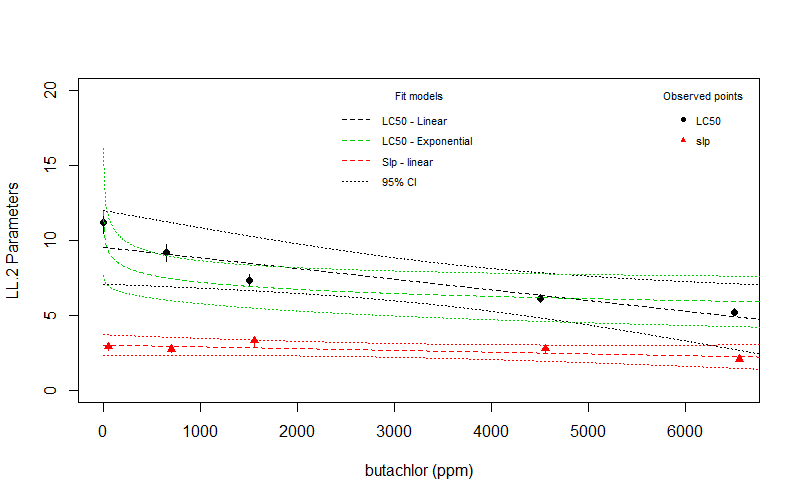 Fit models
Observed points
LC50 - Linear
LC50
LC50 - Exponential
slp
Slp - linear
95% CI
LL.2 Parameters
20
15
10
5
0
0 1000 2000 3000 4000 5000 6000
butachlor (ppm)